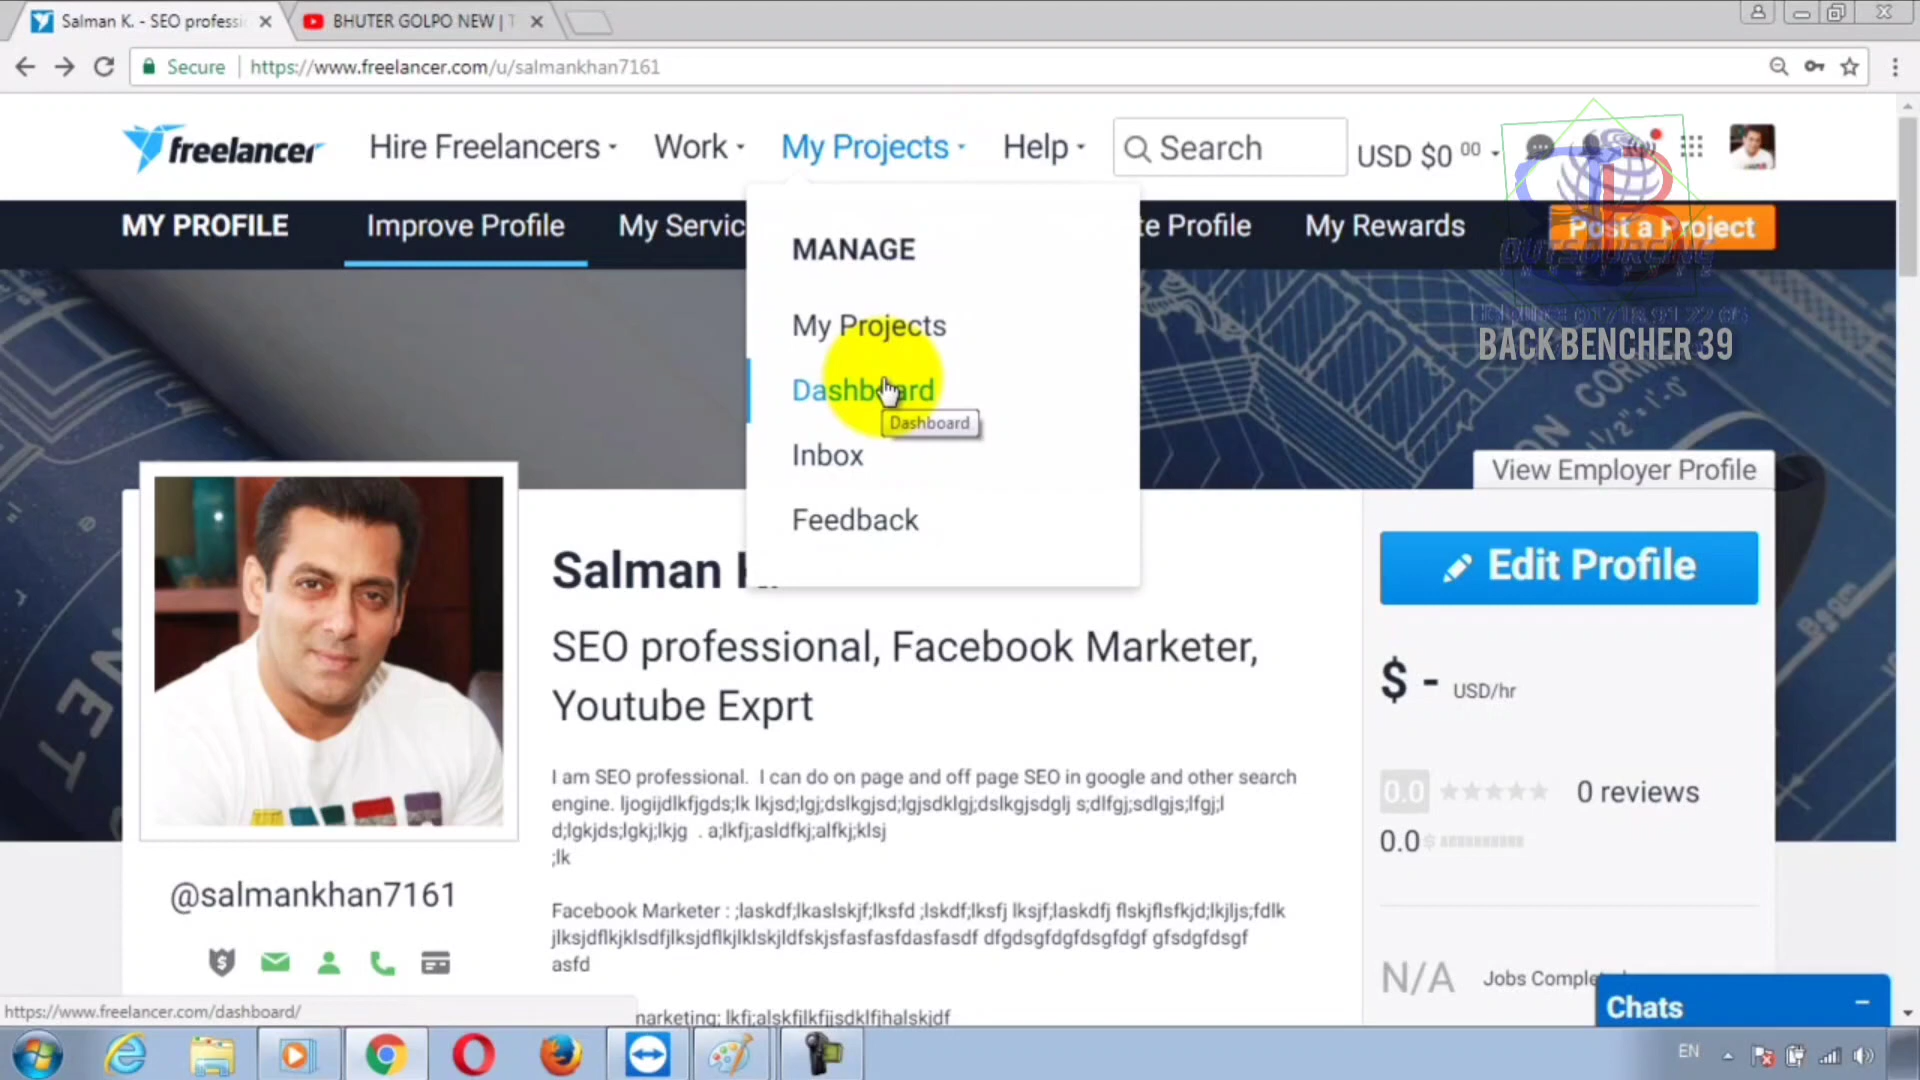 Salman K. - SEO professi
BHUTER GOLPO NEW | T
Secure
https://www.freelancer.com/u/salmankhan7161
freelancer
Hire Freelancers
Work
My Projects
Help
Search
USD $0 00
MY PROFILE
Improve Profile
My Servic
te Profile
My Rewards
Post a Project
OUTSOURCING
BACK BENCHER 39
MANAGE
My Projects
Dashboard
Dashboard
Inbox
Feedback
View Employer Profile
Salman K.
Edit Profile
SEO professional, Facebook Marketer,
Youtube Exprt
$ - USD/hr
I am SEO professional. I can do on page and off page SEO in google and other search
engine. ljogijdlkfjgds;lk lkjsd;lgj;dslkgjsd;lgjsdklgj;dslkgjsdglj s;dlfgj;sdlgjs;lfgj;l
d;lgkjds;lgkj;lkjg . a;lkfj;asldfkj;alfkj;klsj
;lk
0.0
0 reviews
0.0
@salmankhan7161
Facebook Marketer : ;laskdf;lkaslskjf;lksfd ;lskdf;lksfj lksjf;laskdfj flskjflsfkjd;lkjljs;fdlk
jlksjdflkjklsdfjlksjdflkjlklskjldfskjsfasfasfdasfasdf dfgdsgfdgfdsgfdgf gfsdgfdsgf
asfd
N/A
Jobs Complete
Chats
https://www.freelancer.com/dashboard/
marketing; lkfj;alskfjlkfjjsdklfjhalskjdf
EN